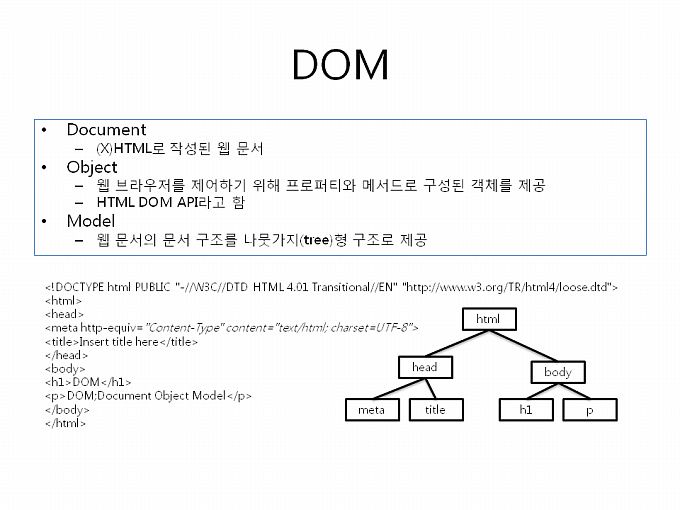 DOM
• Document
– (X)HTML로 작성된 웹 문서
• Object
– 웹 브라우저를 제어하기 위해 프로퍼티와 메서드로 구성된 객체를 제공
– HTML DOM API라고 함
• Model
– 웹 문서의 문서 구조를 나뭇가지(tree)형 구조로 제공
<!DOCTYPE html PUBLIC "-//W3C//DTD HTML 4.01 Transitional//EN" "http://www.w3.org/TR/html4/loose.dtd">
<html>
<head>
<meta http-equiv="Content-Type" content="text/html; charset=UTF-8">
<title>Insert title here</title>
</head>
<body>
<h1>DOM</h1>
<p>DOM;Document Object Model</p>
</body>
</html>
html
head
body
meta
title
h1
p